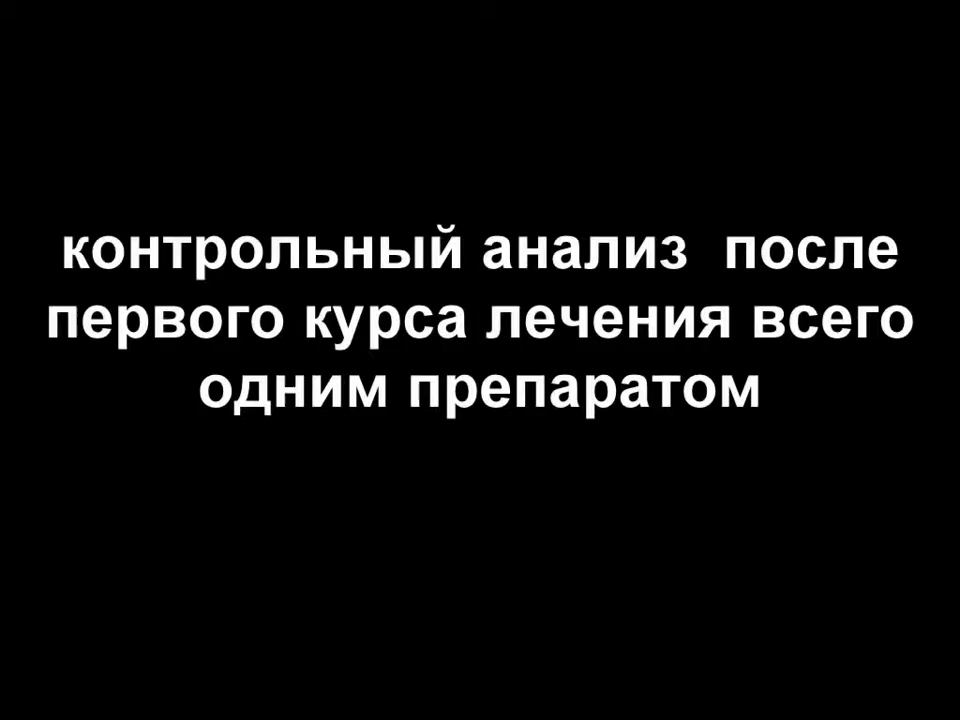 контрольный анализ  после
первого курса лечения всего
одним препаратом